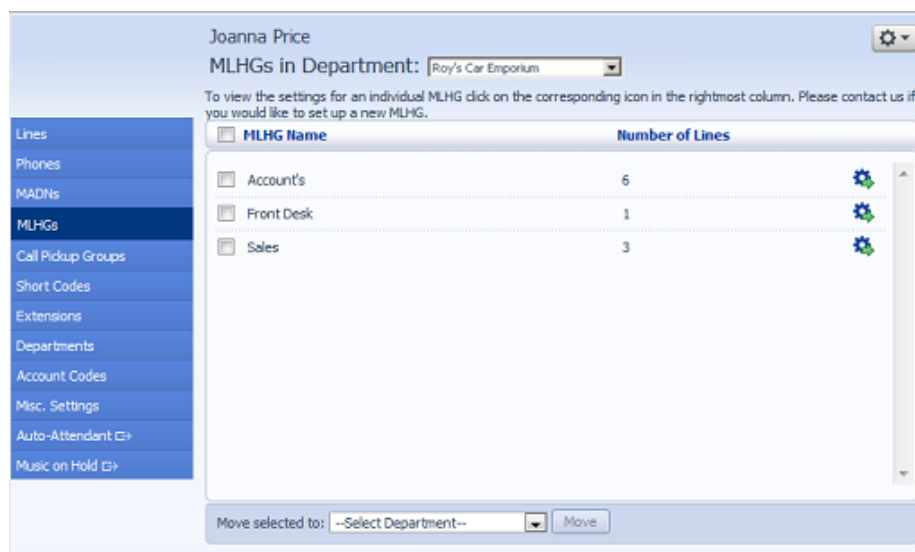 Joanna Price
MLHGs in Department: Roy's Car Emporium
To view the settings for an individual MLHG click on the corresponding icon in the rightmost column. Please contact us if
you would like to set up a new MLHG.
MLHG Name Number of Lines
Account's 6
Front Desk 1
Sales 3
Lines
Phones
MADNs
MLHGs
Call Pickup Groups
Short Codes
Extensions
Departments
Account Codes
Misc. Settings
Auto-Attendant
Music on Hold
Move selected to: --Select Department-- Move